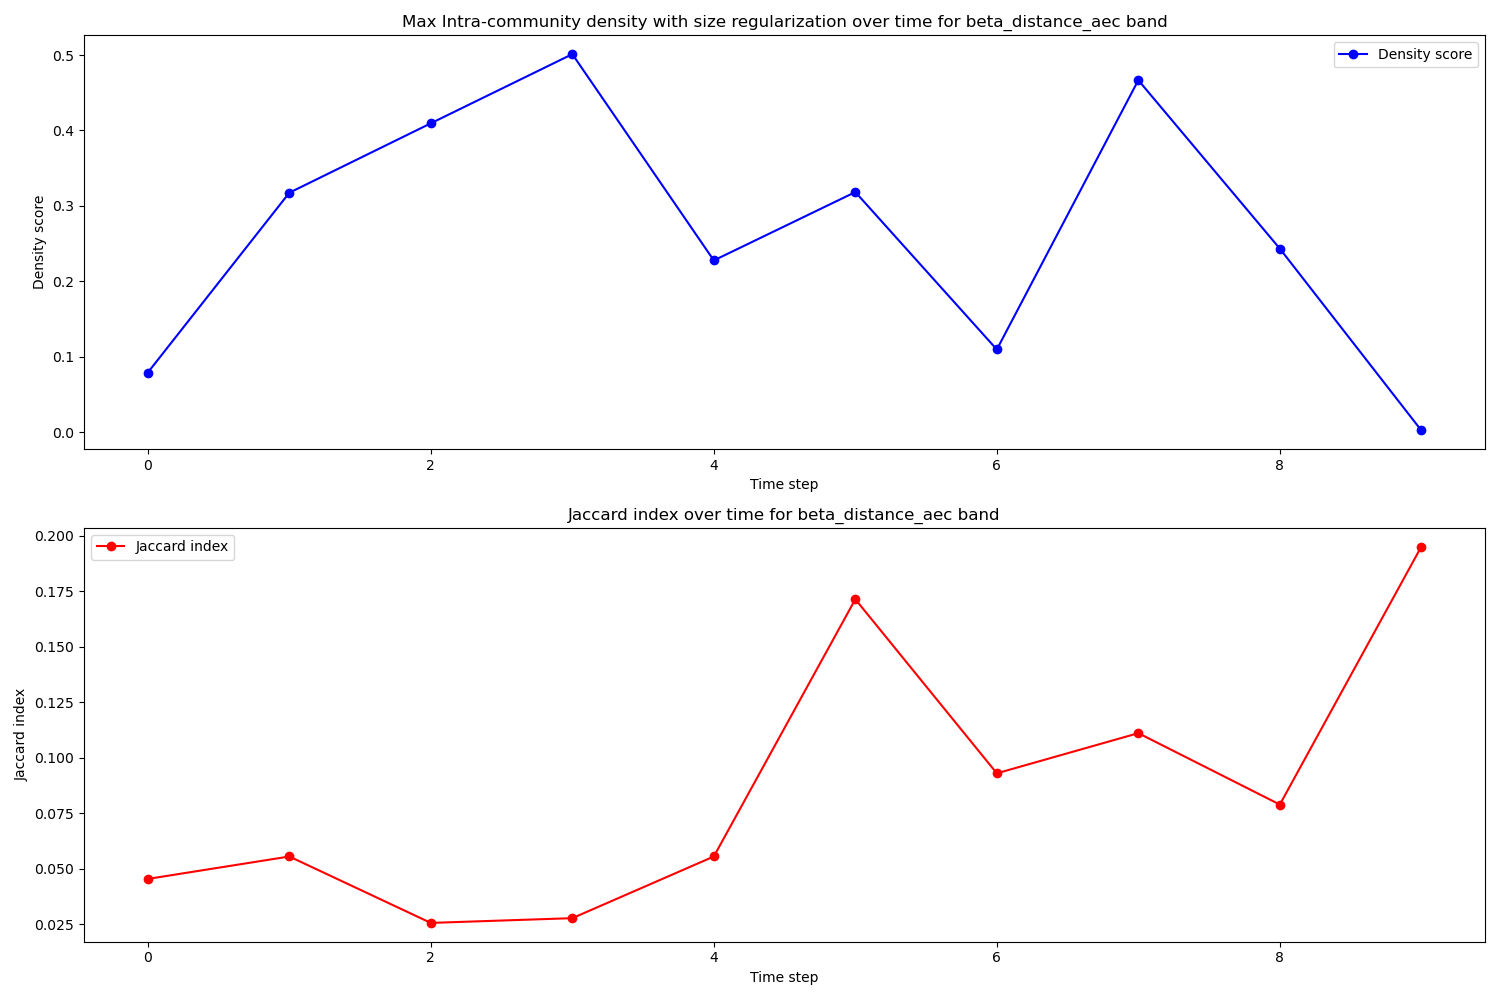 Max Intra-community density with size regularization over time for beta_distance_aec band
Density score
0.5
0.4
0.3
0.2
0.1
0.0
Density score
0 2 4 6 8
Time step
Jaccard index over time for beta_distance_aec band
Jaccard index
0.200
0.175
0.150
0.125
0.100
0.075
0.050
0.025
Jaccard index
0 2 4 6 8
Time step